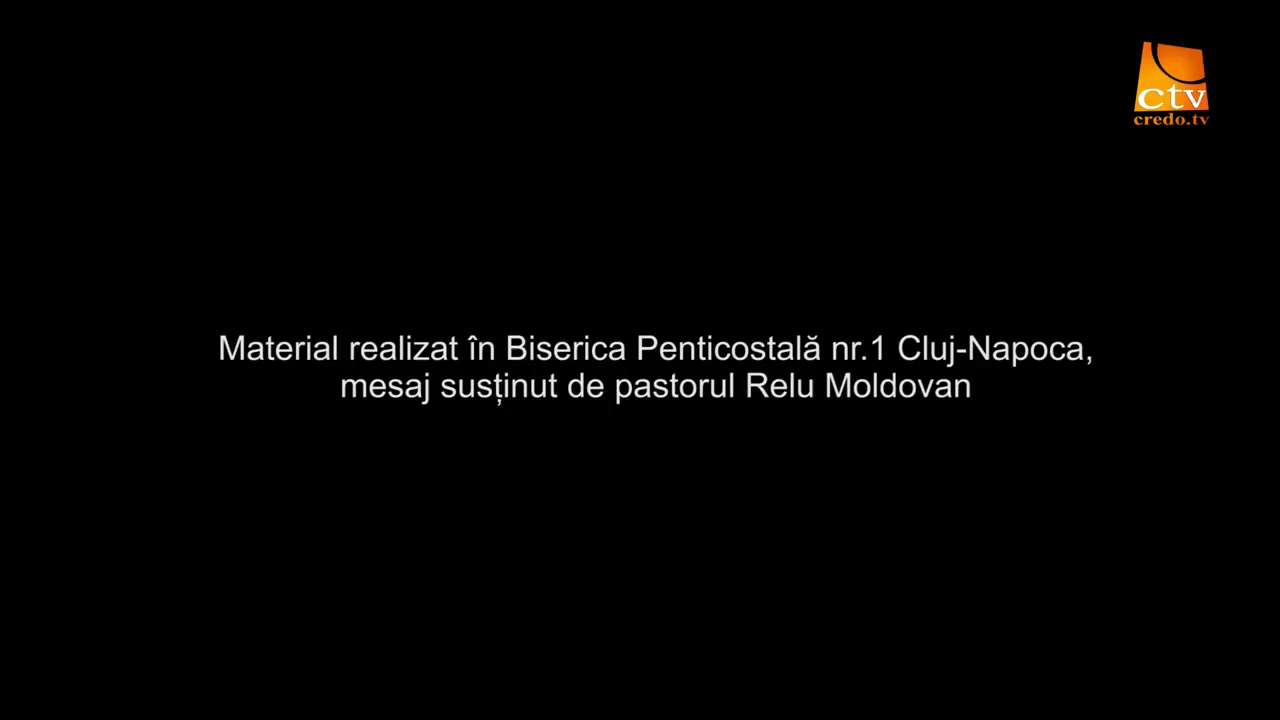 ctv
credo.tv
Material realizat în Biserica Penticostală nr.1 Cluj-Napoca,
mesaj susținut de pastorul Relu Moldovan